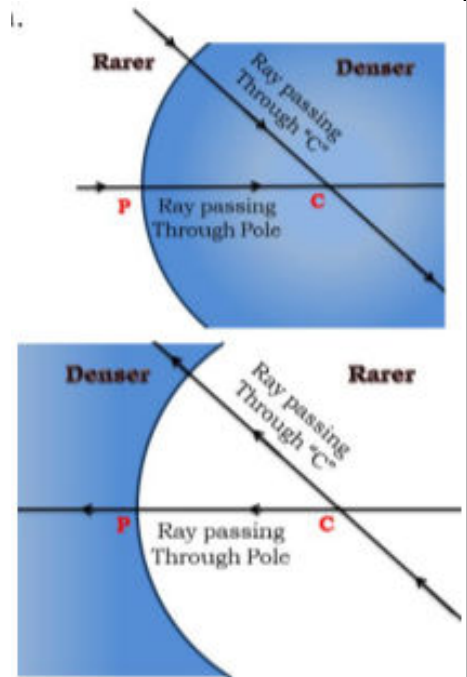 Rarer
Denser
Ray passing
Through "C"
P
C
Ray passing
Through Pole
Denser
Rarer
Ray passing
Through "C"
P
C
Ray passing
Through Pole